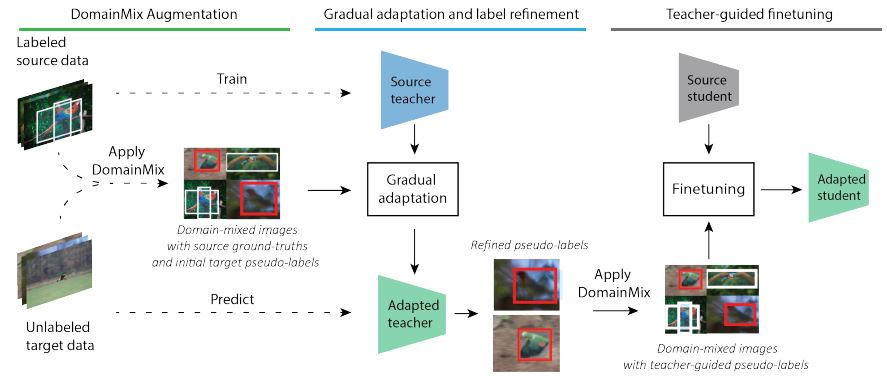 DomainMix Augmentation
Gradual adaptation and label refinement
Teacher-guided finetuning
Labeled
source data
Train
Source
teacher
Source
student
Apply
DomainMix
Gradual
adaptation
Finetuning
Adapted
student
Domain-mixed images
with source ground-truths
and initial target pseudo-labels
Refined pseudo-labels
Predict
Adapted
teacher
Apply
DomainMix
Unlabeled
target data
Domain-mixed images
with teacher-guided pseudo-labels